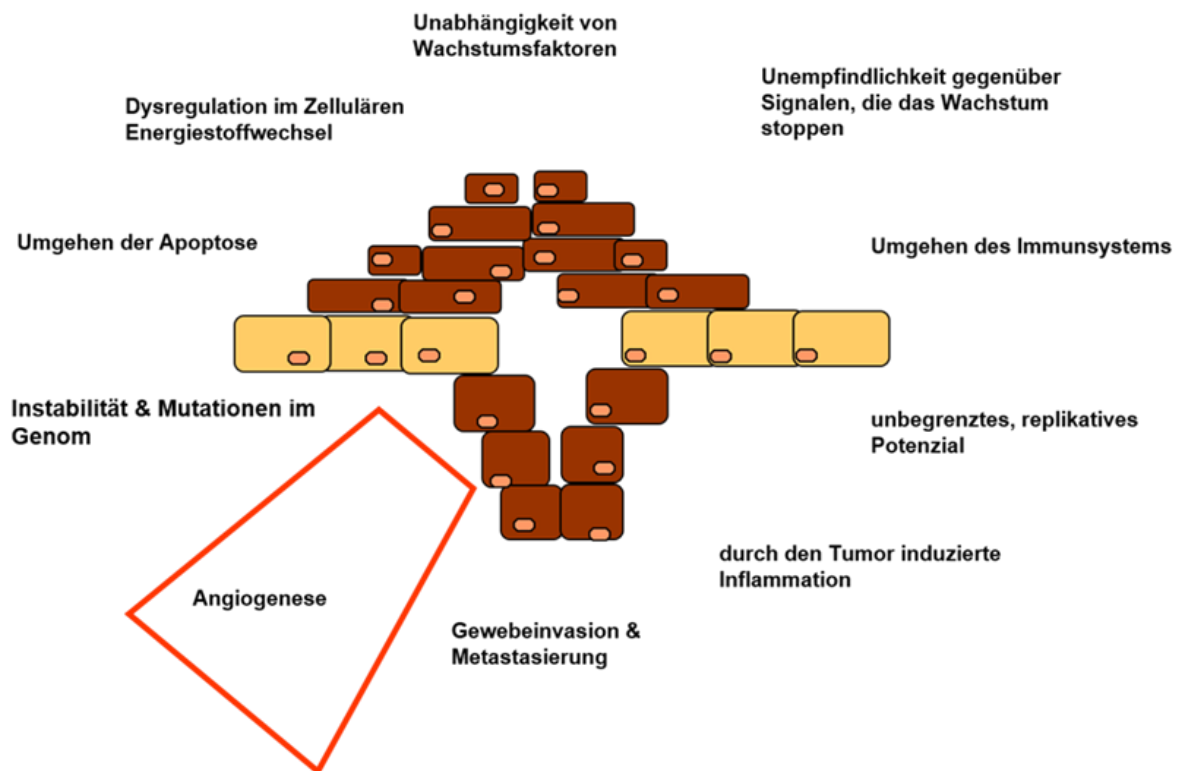 Unabhängigkeit von
Wachstumsfaktoren
Unempfindlichkeit gegenüber
Signalen, die das Wachstum
stoppen
Dysregulation im Zellulären
Energiestoffwechsel
Umgehen der Apoptose
Umgehen des Immunsystems
Instabilität & Mutationen im
Genom
unbegrenztes, replikatives
Potenzial
durch den Tumor induzierte
Inflammation
Angiogenese
Gewebeinvasion &
Metastasierung